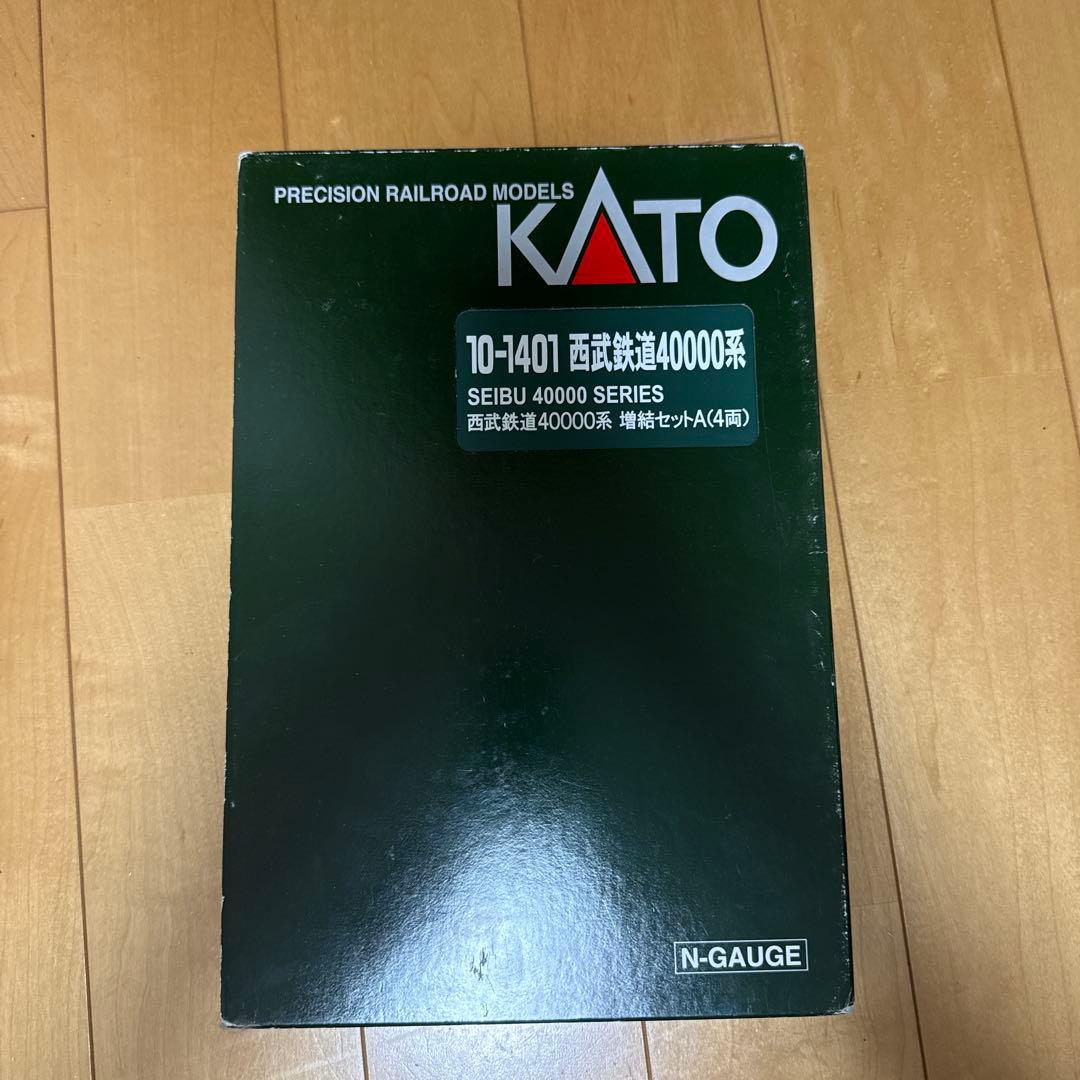 PRECISION RAILROAD MODELS
KATO
10-1401 西武鉄道40000系
SEIBU 40000 SERIES
西武鉄道40000系 増結セットA(4両)
N-GAUGE